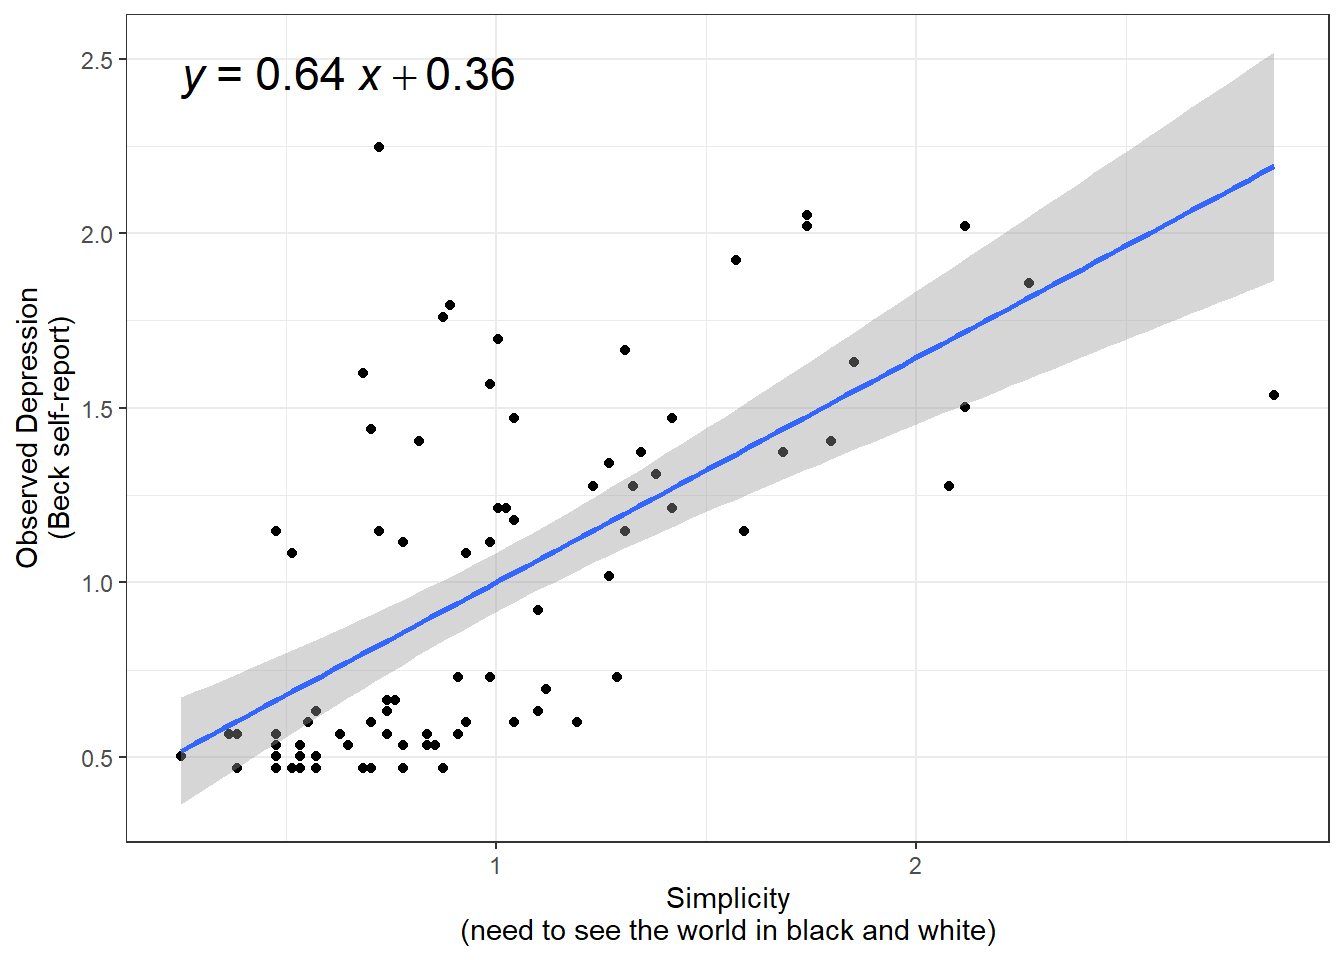 y = 0.64 x + 0.36
2.5
2.0
1.5
1.0
0.5
Observed Depression
(Beck self-report)
1
2
Simplicity
(need to see the world in black and white)